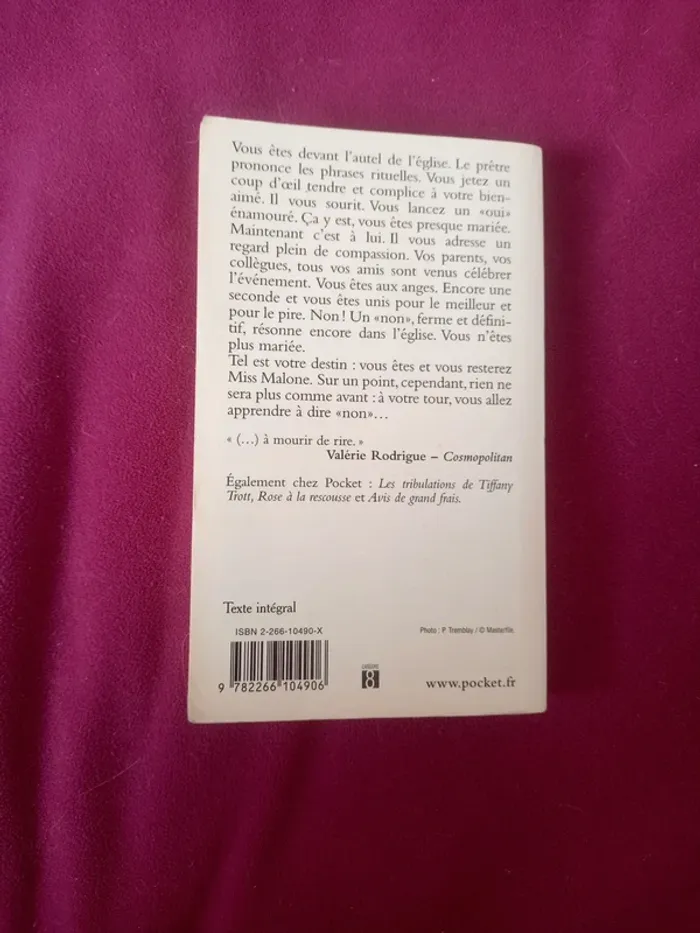 Vous êtes devant l'autel de l'église. Le prêtre
prononce les phrases rituelles. Vous jetez un
coup d'œil tendre et complice à votre bien-
aimé. Il vous sourit. Vous lancez un «oui»
énamouré. Ça y est, vous êtes presque mariée.
Maintenant c'est à lui. Il vous adresse un
regard plein de compassion. Vos parents, vos
collègues, tous vos amis sont venus célébrer
l'événement. Vous êtes aux anges. Encore une
seconde et vous êtes unis pour le meilleur et
pour le pire. Non ! Un «non», ferme et défini-
tif, résonne encore dans l'église. Vous n'êtes
plus mariée.
Tel est votre destin : vous êtes et vous resterez
Miss Malone. Sur un point, cependant, rien ne
sera plus comme avant : à votre tour, vous allez
apprendre à dire «non»…
« (…) à mourir de rire. »
Valérie Rodrigue – Cosmopolitan
Également chez Pocket : Les tribulations de Tiffany
Trott, Rose à la rescousse et Avis de grand frais.
Texte intégral
ISBN 2-266-10490-X
Photo : P. Tremblay / © Masterfile.
9 782266 104906
8
www.pocket.fr